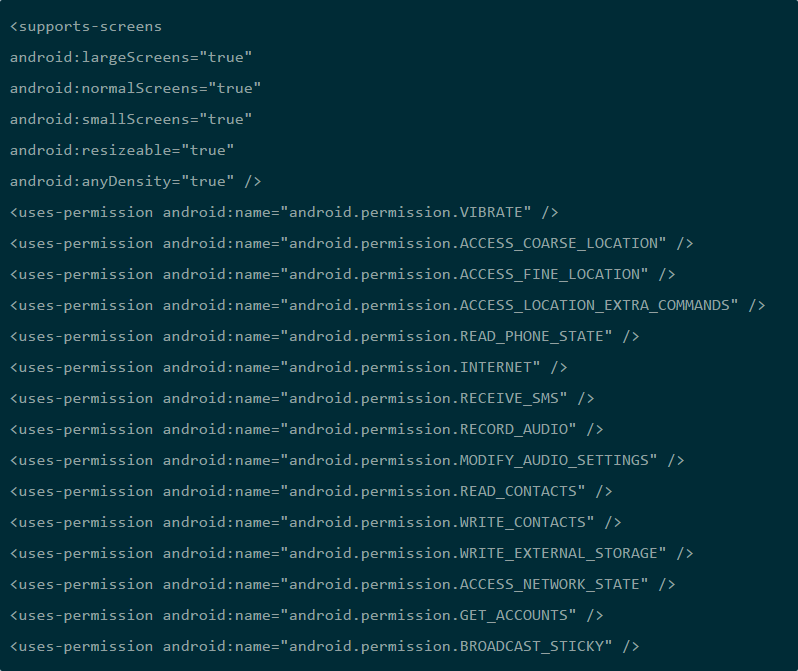 <supports-screens
android:largeScreens="true"
android:normalScreens="true"
android:smallScreens="true"
android:resizeable="true"
android:anyDensity="true" />
<uses-permission android:name="android.permission.VIBRATE" />
<uses-permission android:name="android.permission.ACCESS_COARSE_LOCATION" />
<uses-permission android:name="android.permission.ACCESS_FINE_LOCATION" />
<uses-permission android:name="android.permission.ACCESS_LOCATION_EXTRA_COMMANDS" />
<uses-permission android:name="android.permission.READ_PHONE_STATE" />
<uses-permission android:name="android.permission.INTERNET" />
<uses-permission android:name="android.permission.RECEIVE_SMS" />
<uses-permission android:name="android.permission.RECORD_AUDIO" />
<uses-permission android:name="android.permission.MODIFY_AUDIO_SETTINGS" />
<uses-permission android:name="android.permission.READ_CONTACTS" />
<uses-permission android:name="android.permission.WRITE_CONTACTS" />
<uses-permission android:name="android.permission.WRITE_EXTERNAL_STORAGE" />
<uses-permission android:name="android.permission.ACCESS_NETWORK_STATE" />
<uses-permission android:name="android.permission.GET_ACCOUNTS" />
<uses-permission android:name="android.permission.BROADCAST_STICKY" />